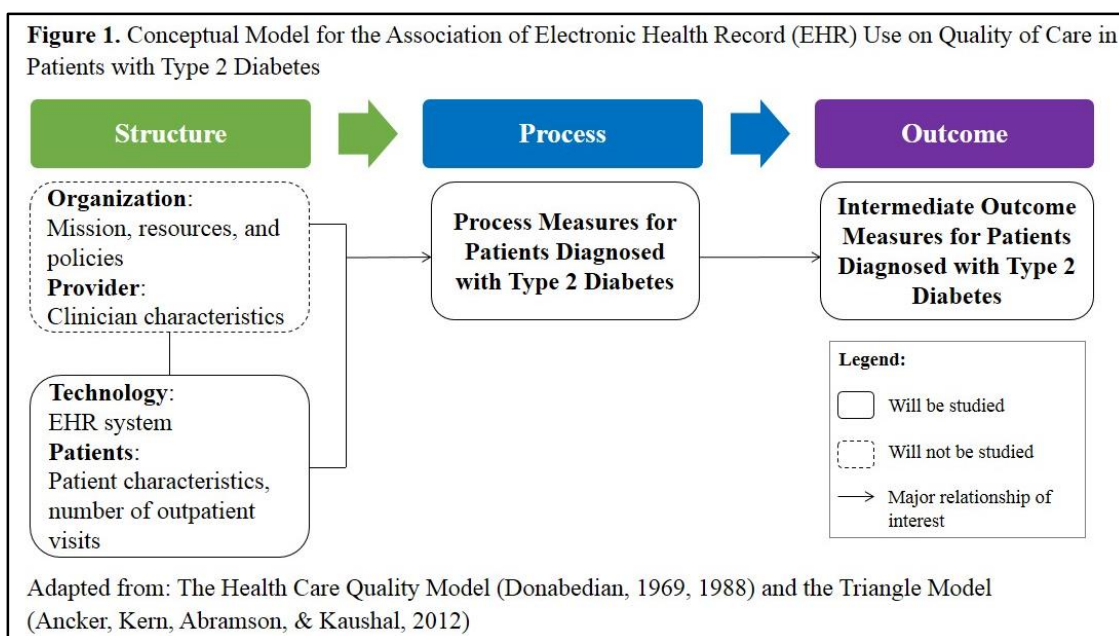 Figure 1. Conceptual Model for the Association of Electronic Health Record (EHR) Use on Quality of Care in
Patients with Type 2 Diabetes
Structure
Process
Outcome
Organization:
Mission, resources, and
policies
Provider:
Clinician characteristics
Technology:
EHR system
Patients:
Patient characteristics,
number of outpatient
visits
Process Measures for
Patients Diagnosed
with Type 2 Diabetes
Intermediate Outcome
Measures for Patients
Diagnosed with Type 2
Diabetes
Legend:
Will be studied
Will not be studied
Major relationship of
interest
Adapted from: The Health Care Quality Model (Donabedian, 1969, 1988) and the Triangle Model
(Ancker, Kern, Abramson, & Kaushal, 2012)